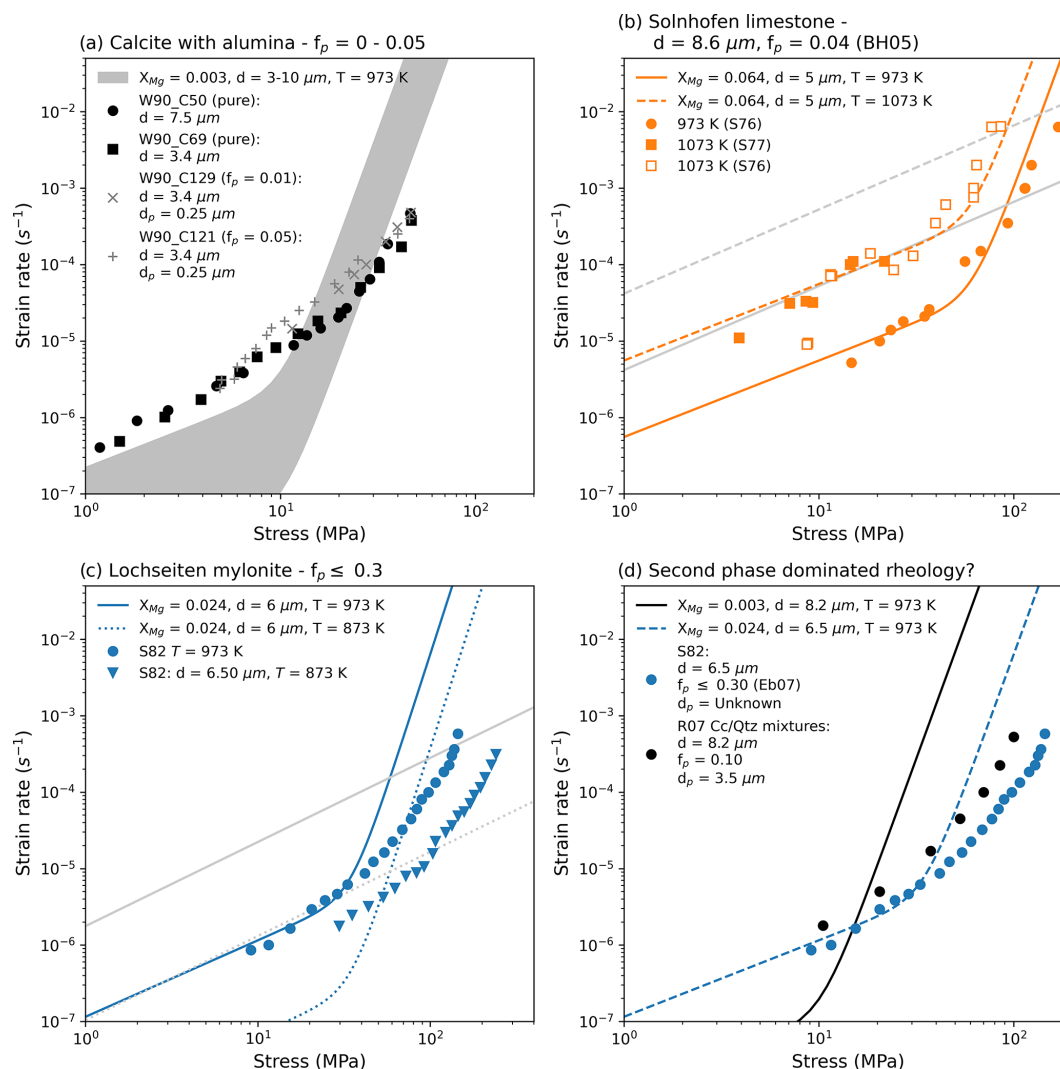 (a) Calcite with alumina - f_p = 0 - 0.05
X_Mg = 0.003, d = 3-10 μm, T = 973 K
W90_C50 (pure):
d = 7.5 μm
W90_C69 (pure):
d = 3.4 μm
W90_C129 (f_p = 0.01):
d = 3.4 μm
d_p = 0.25 μm
W90_C121 (f_p = 0.05):
d = 3.4 μm
d_p = 0.25 μm
Strain rate (s⁻¹)
10⁻²
10⁻³
10⁻⁴
10⁻⁵
10⁻⁶
10⁻⁷
10⁰
10¹
10²
Stress (MPa)
(b) Solnhofen limestone -
d = 8.6 μm, f_p = 0.04 (BH05)
X_Mg = 0.064, d = 5 μm, T = 973 K
X_Mg = 0.064, d = 5 μm, T = 1073 K
973 K (S76)
1073 K (S77)
1073 K (S76)
Strain rate (s⁻¹)
10⁻²
10⁻³
10⁻⁴
10⁻⁵
10⁻⁶
10⁻⁷
10⁰
10¹
10²
Stress (MPa)
(c) Lochseiten mylonite - f_p ≤ 0.3
X_Mg = 0.024, d = 6 μm, T = 973 K
X_Mg = 0.024, d = 6 μm, T = 873 K
S82 T = 973 K
S82: d = 6.50 μm, T = 873 K
Strain rate (s⁻¹)
10⁻²
10⁻³
10⁻⁴
10⁻⁵
10⁻⁶
10⁻⁷
10⁰
10¹
10²
Stress (MPa)
(d) Second phase dominated rheology?
X_Mg = 0.003, d = 8.2 μm, T = 973 K
X_Mg = 0.024, d = 6.5 μm, T = 973 K
S82:
d = 6.5 μm
f_p ≤ 0.30 (Eb07)
d_p = Unknown
R07 Cc/Qtz mixtures:
d = 8.2 μm
f_p = 0.10
d_p = 3.5 μm
Strain rate (s⁻¹)
10⁻²
10⁻³
10⁻⁴
10⁻⁵
10⁻⁶
10⁻⁷
10⁰
10¹
10²
Stress (MPa)